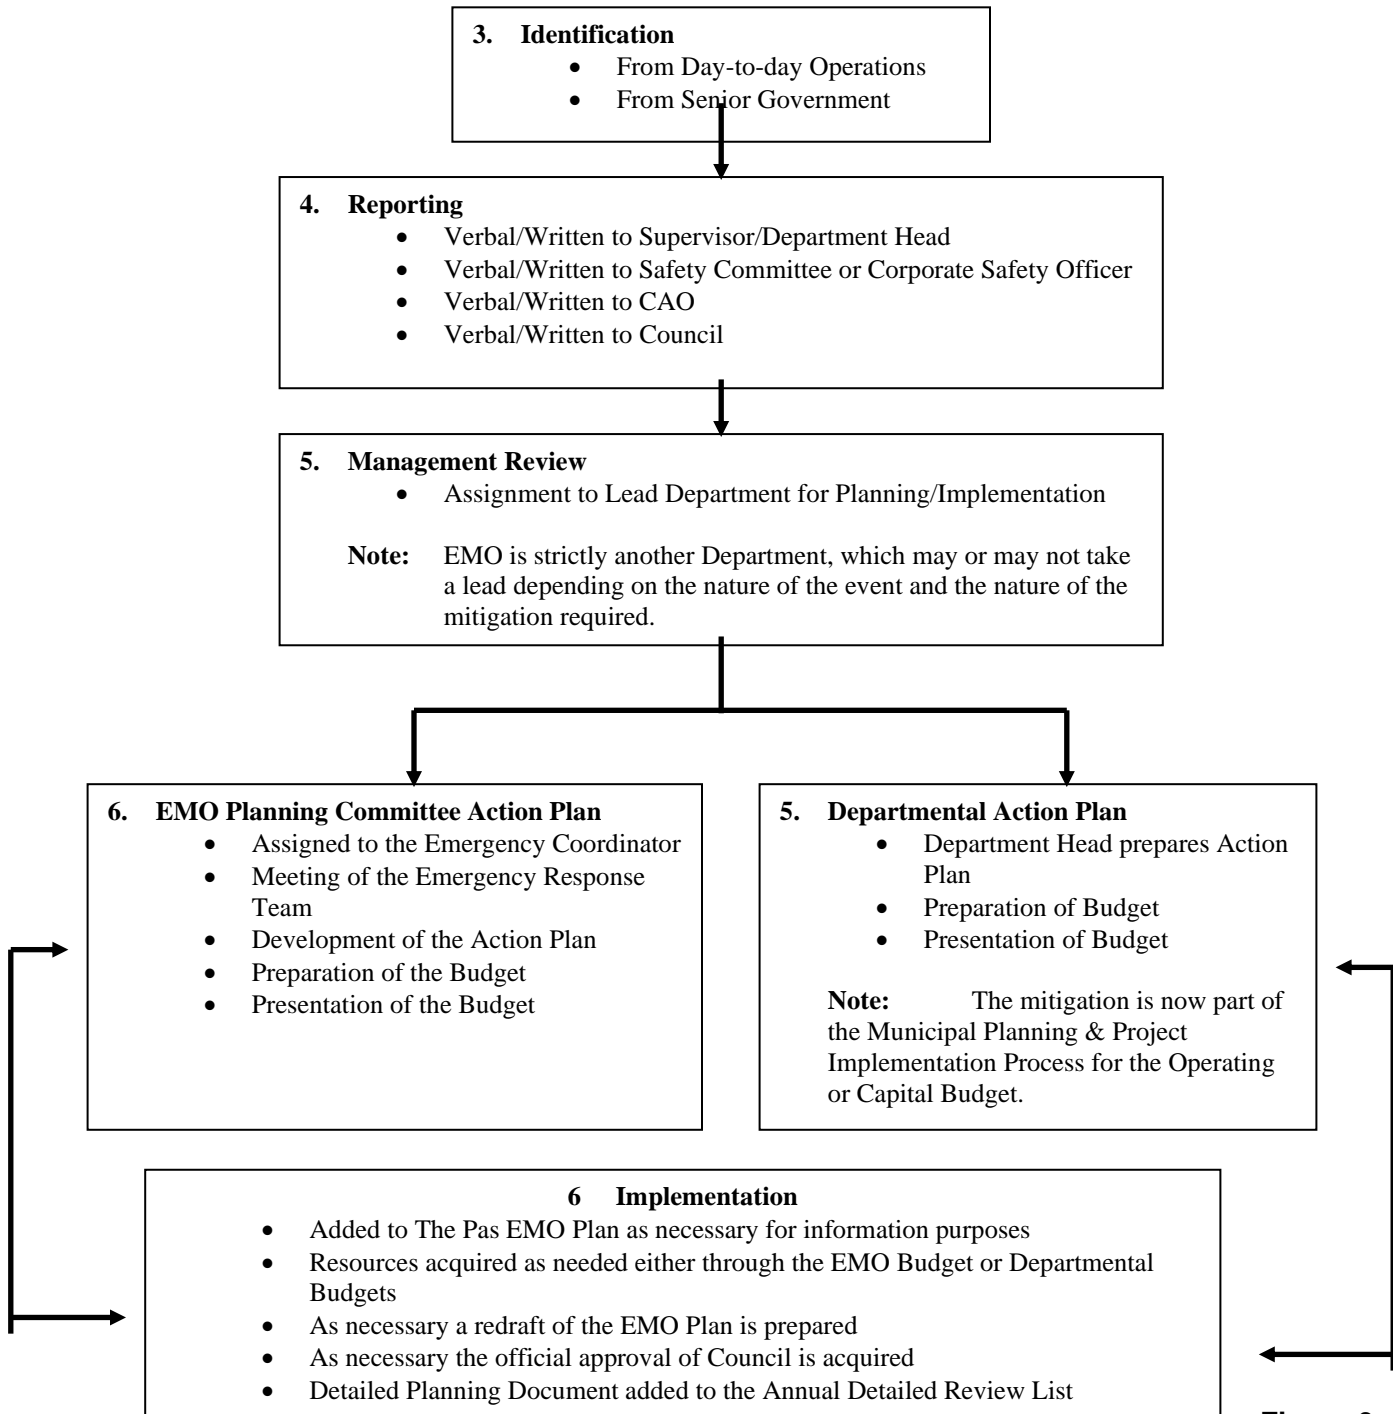 3. Identification
• From Day-to-day Operations
• From Senior Government
4. Reporting
• Verbal/Written to Supervisor/Department Head
• Verbal/Written to Safety Committee or Corporate Safety Officer
• Verbal/Written to CAO
• Verbal/Written to Council
5. Management Review
• Assignment to Lead Department for Planning/Implementation
Note: EMO is strictly another Department, which may or may not take
a lead depending on the nature of the event and the nature of the
mitigation required.
6. EMO Planning Committee Action Plan
• Assigned to the Emergency Coordinator
• Meeting of the Emergency Response
Team
• Development of the Action Plan
• Preparation of the Budget
• Presentation of the Budget
5. Departmental Action Plan
• Department Head prepares Action
Plan
• Preparation of Budget
• Presentation of Budget
Note: The mitigation is now part of
the Municipal Planning & Project
Implementation Process for the Operating
or Capital Budget.
6 Implementation
• Added to The Pas EMO Plan as necessary for information purposes
• Resources acquired as needed either through the EMO Budget or Departmental
Budgets
• As necessary a redraft of the EMO Plan is prepared
• As necessary the official approval of Council is acquired
• Detailed Planning Document added to the Annual Detailed Review List